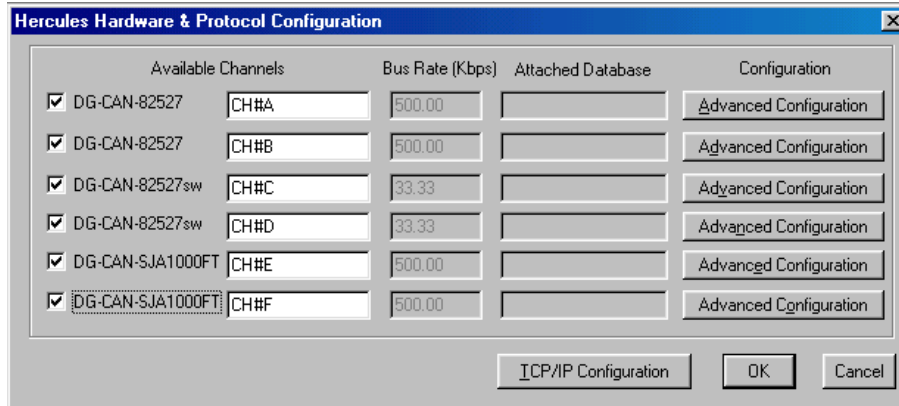 Hercules Hardware & Protocol Configuration
Available Channels Bus Rate (Kbps) Attached Database Configuration
DG-CAN-82527 CH#A 500.00 Advanced Configuration
DG-CAN-82527 CH#B 500.00 Advanced Configuration
DG-CAN-82527sw CH#C 33.33 Advanced Configuration
DG-CAN-82527sw CH#D 33.33 Advanced Configuration
DG-CAN-SJA1000FT CH#E 500.00 Advanced Configuration
DG-CAN-SJA1000FT CH#F 500.00 Advanced Configuration
TCP/IP Configuration OK Cancel